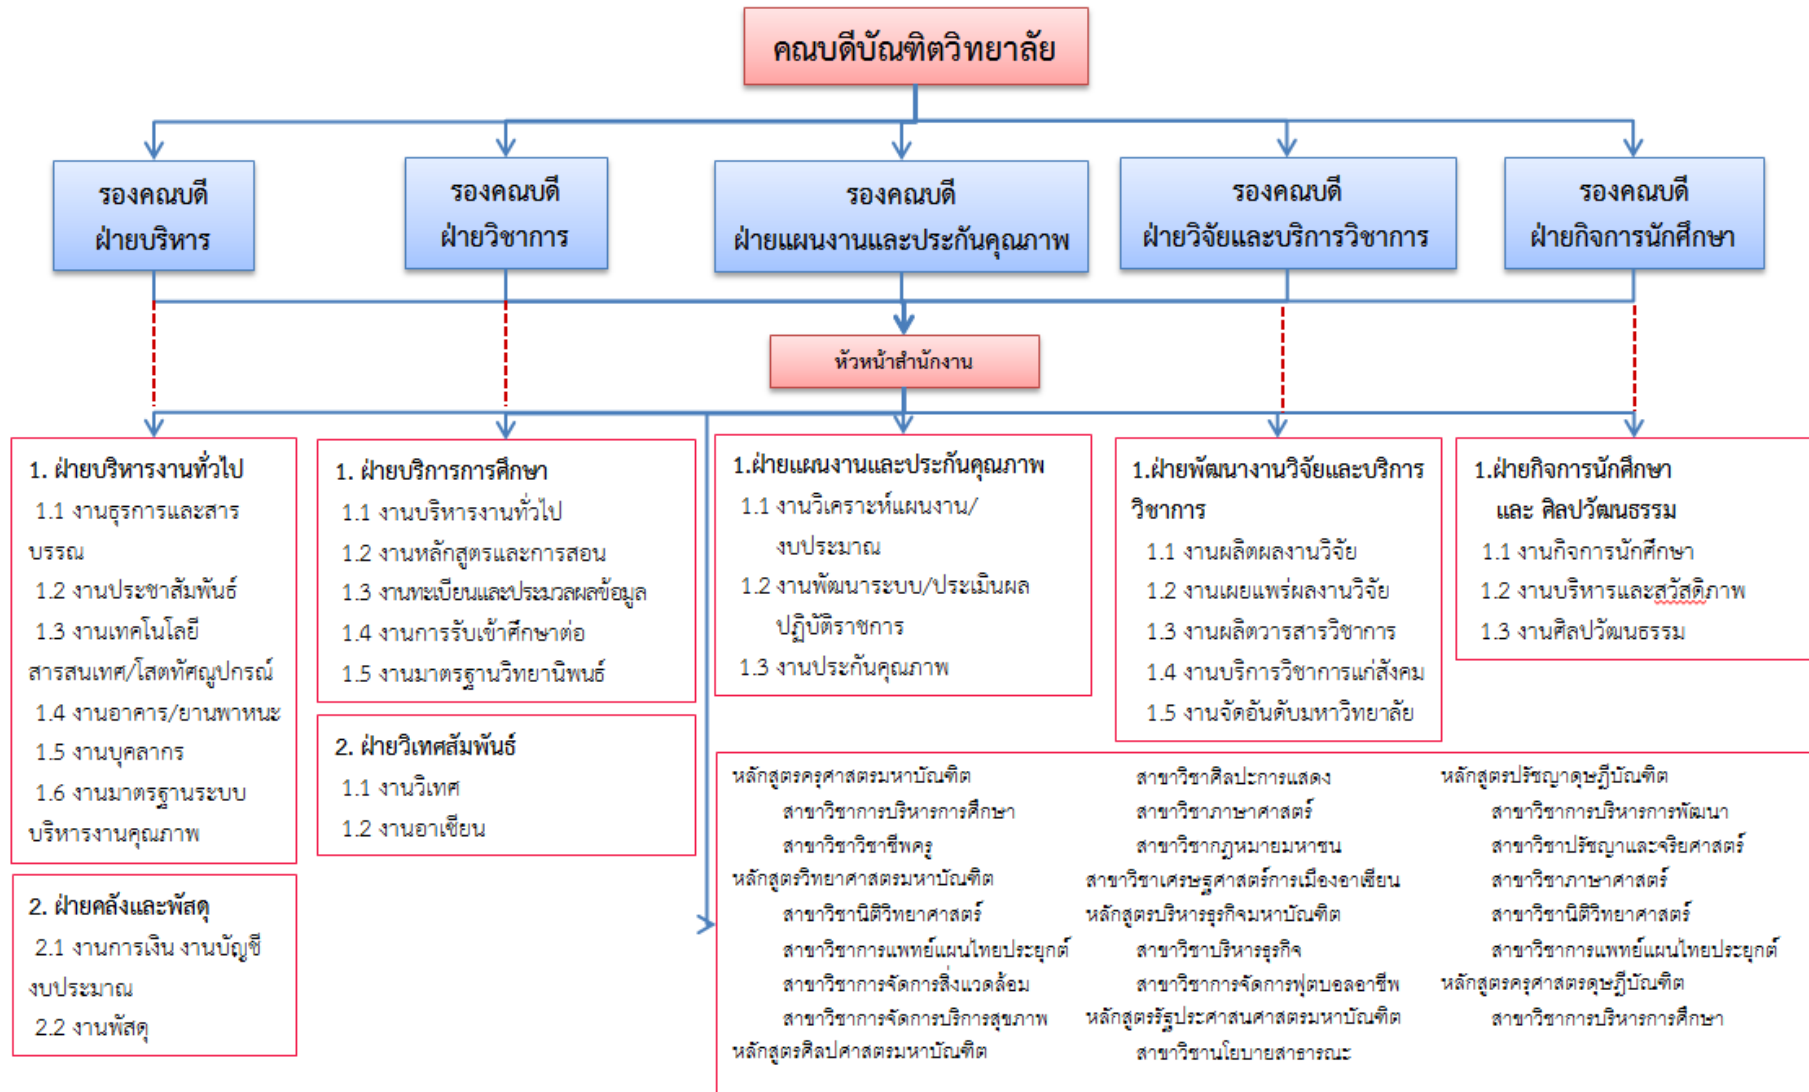 คณบดีบัณฑิตวิทยาลัย
รองคณบดี
ฝ่ายบริหาร
รองคณบดี
ฝ่ายวิชาการ
รองคณบดี
ฝ่ายแผนงานและประกันคุณภาพ
รองคณบดี
ฝ่ายวิจัยและบริการวิชาการ
รองคณบดี
ฝ่ายกิจการนักศึกษา
หัวหน้าสำนักงาน
1. ฝ่ายบริหารงานทั่วไป
1.1 งานธุรการและสาร
บรรณ
1.2 งานประชาสัมพันธ์
1.3 งานเทคโนโลยี
สารสนเทศ/โสตทัศณูปกรณ์
1.4 งานอาคาร/ยานพาหนะ
1.5 งานบุคลากร
1.6 งานมาตรฐานระบบ
บริหารงานคุณภาพ
2. ฝ่ายคลังและพัสดุ
2.1 งานการเงิน งานบัญชี
งบประมาณ
2.2 งานพัสดุ
1. ฝ่ายบริการการศึกษา
1.1 งานบริหารงานทั่วไป
1.2 งานหลักสูตรและการสอน
1.3 งานทะเบียนและประมวลผลข้อมูล
1.4 งานการรับเข้าศึกษาต่อ
1.5 งานมาตรฐานวิทยานิพนธ์
2. ฝ่ายวิเทศสัมพันธ์
1.1 งานวิเทศ
1.2 งานอาเซียน
1.ฝ่ายแผนงานและประกันคุณภาพ
1.1 งานวิเคราะห์แผนงาน/
งบประมาณ
1.2 งานพัฒนาระบบ/ประเมินผล
ปฏิบัติราชการ
1.3 งานประกันคุณภาพ
1.ฝ่ายพัฒนางานวิจัยและบริการ
วิชาการ
1.1 งานผลิตผลงานวิจัย
1.2 งานเผยแพร่ผลงานวิจัย
1.3 งานผลิตวารสารวิชาการ
1.4 งานบริการวิชาการแก่สังคม
1.5 งานจัดอันดับมหาวิทยาลัย
1.ฝ่ายกิจการนักศึกษา
และ ศิลปวัฒนธรรม
1.1 งานกิจการนักศึกษา
1.2 งานบริหารและสวัสดิภาพ
1.3 งานศิลปวัฒนธรรม
หลักสูตรครุศาสตรมหาบัณฑิต
สาขาวิชาการบริหารการศึกษา
สาขาวิชาวิชาชีพครู
หลักสูตรวิทยาศาสตรมหาบัณฑิต
สาขาวิชานิติวิทยาศาสตร์
สาขาวิชาการแพทย์แผนไทยประยุกต์
สาขาวิชาการจัดการสิ่งแวดล้อม
สาขาวิชาการจัดการบริการสุขภาพ
หลักสูตรศิลปศาสตรมหาบัณฑิต
สาขาวิชาศิลปะการแสดง
สาขาวิชาภาษาศาสตร์
สาขาวิชากฎหมายมหาชน
สาขาวิชาเศรษฐศาสตร์การเมืองอาเซียน
หลักสูตรบริหารธุรกิจมหาบัณฑิต
สาขาวิชาบริหารธุรกิจ
สาขาวิชาการจัดการฟุตบอลอาชีพ
หลักสูตรรัฐประศาสนศาสตรมหาบัณฑิต
สาขาวิชานโยบายสาธารณะ
หลักสูตรปรัชญาดุษฎีบัณฑิต
สาขาวิชาการบริหารการพัฒนา
สาขาวิชาปรัชญาและจริยศาสตร์
สาขาวิชาภาษาศาสตร์
สาขาวิชานิติวิทยาศาสตร์
สาขาวิชาการแพทย์แผนไทยประยุกต์
หลักสูตรครุศาสตรดุษฎีบัณฑิต
สาขาวิชาการบริหารการศึกษา